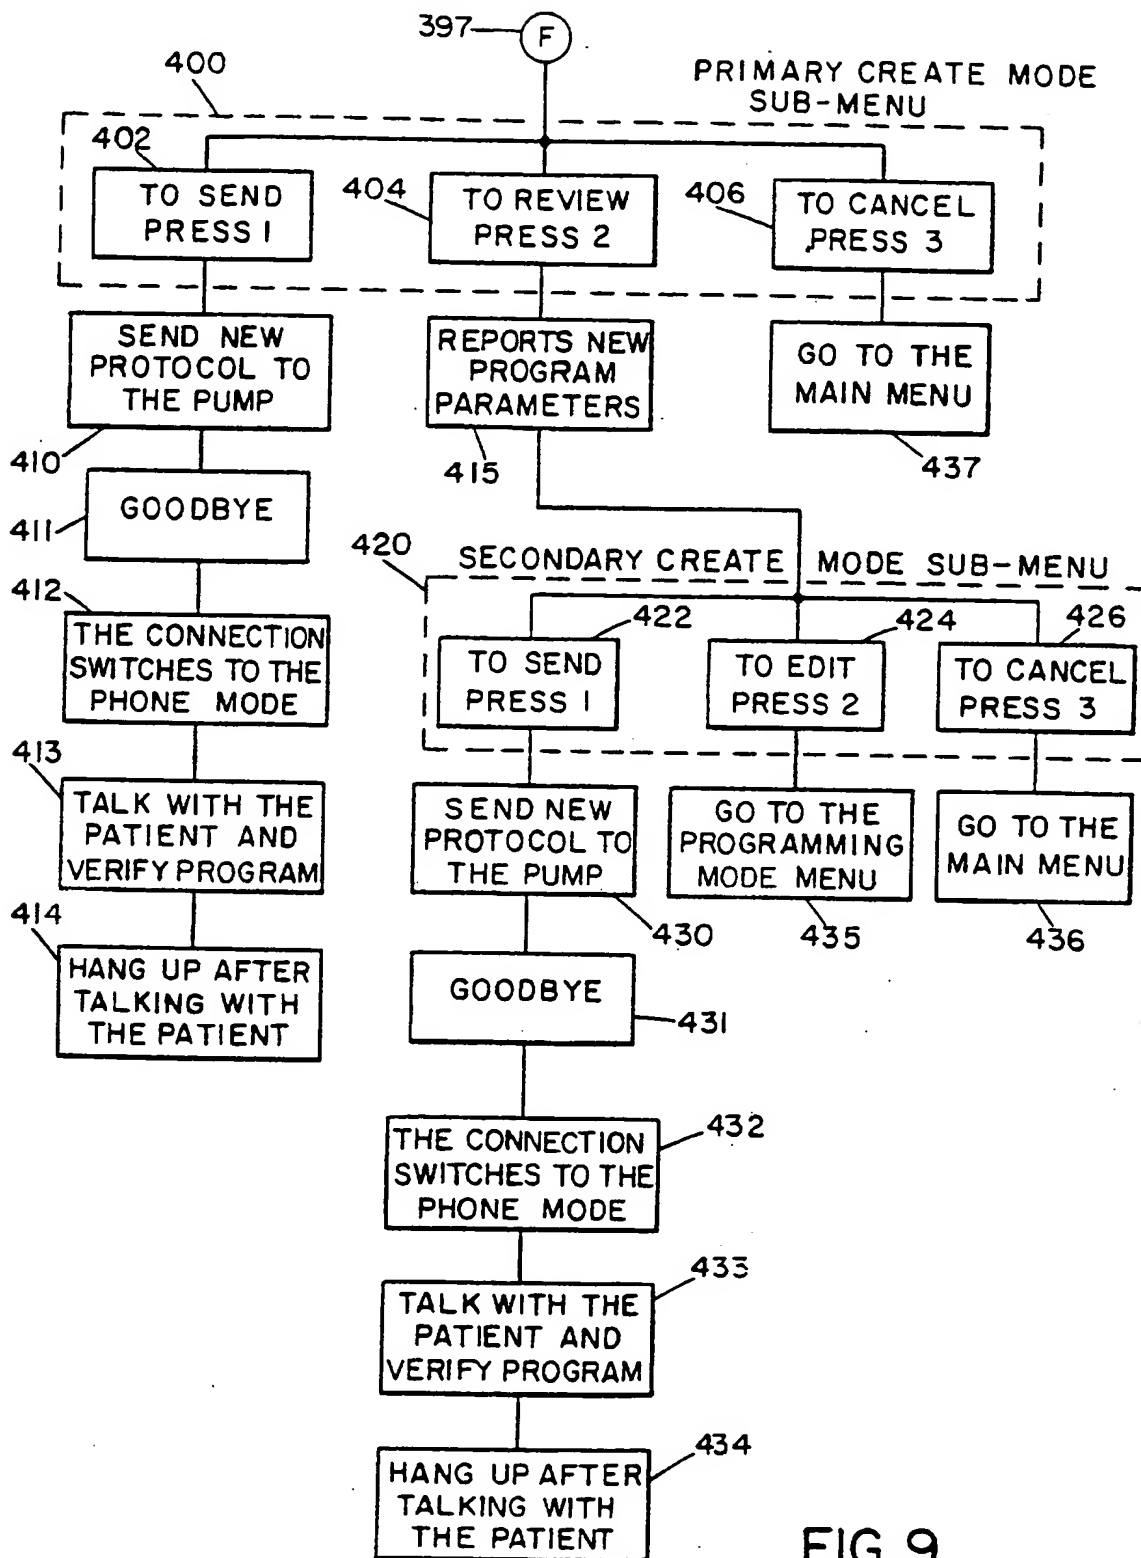 397
F
400
PRIMARY CREATE MODE
SUB-MENU
402
TO SEND
PRESS 1
404
TO REVIEW
PRESS 2
406
TO CANCEL
PRESS 3
SEND NEW
PROTOCOL TO
THE PUMP
410
REPORTS NEW
PROGRAM
PARAMETERS
415
GO TO THE
MAIN MENU
437
GOODBYE
411
412
THE CONNECTION
SWITCHES TO THE
PHONE MODE
413
TALK WITH THE
PATIENT AND
VERIFY PROGRAM
414
HANG UP AFTER
TALKING WITH
THE PATIENT
420
SECONDARY CREATE MODE SUB-MENU
422
TO SEND
PRESS 1
424
TO EDIT
PRESS 2
426
TO CANCEL
PRESS 3
SEND NEW
PROTOCOL TO
THE PUMP
430
GO TO THE
PROGRAMMING
MODE MENU
435
GO TO THE
MAIN MENU
436
GOODBYE
431
THE CONNECTION
SWITCHES TO THE
PHONE MODE
432
TALK WITH THE
PATIENT AND
VERIFY PROGRAM
433
HANG UP AFTER
TALKING WITH
THE PATIENT
434
FIG 9